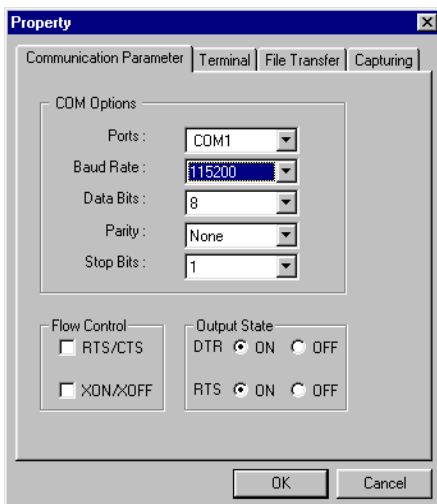 Property
Communication Parameter Terminal File Transfer Capturing
COM Options
Ports : COM1
Baud Rate : 115200
Data Bits : 8
Parity : None
Stop Bits : 1
Flow Control
RTS/CTS
XON/XOFF
Output State
DTR ON OFF
RTS ON OFF
OK Cancel